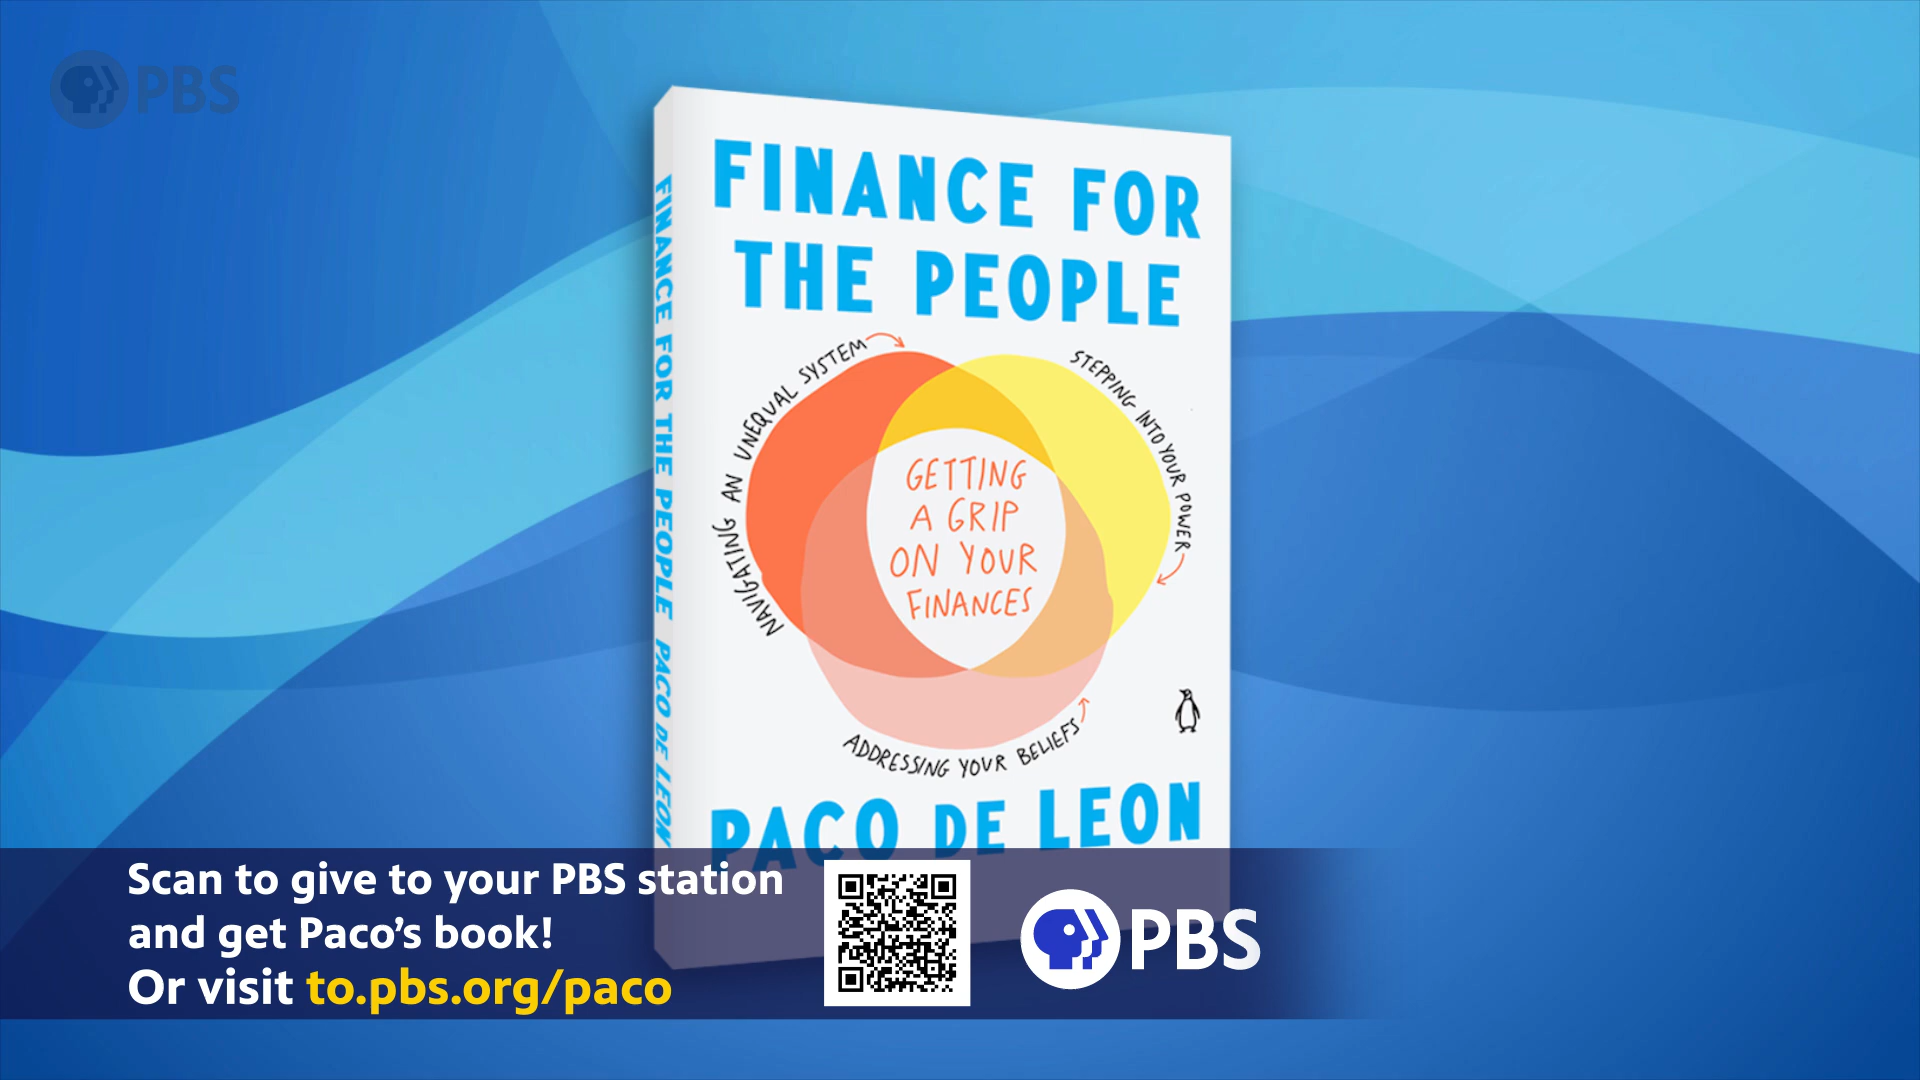 PBS
FINANCE FOR
THE PEOPLE
FINANCE FOR THE PEOPLE PACO DE LEON
NAVIGATING AN UNEQUAL SYSTEM
STEPPING INTO YOUR POWER
GETTING
A GRIP
ON YOUR
FINANCES
ADDRESSING YOUR BELIEFS
PACO DE LEON
Scan to give to your PBS station
and get Paco’s book!
Or visit to.pbs.org/paco
PBS